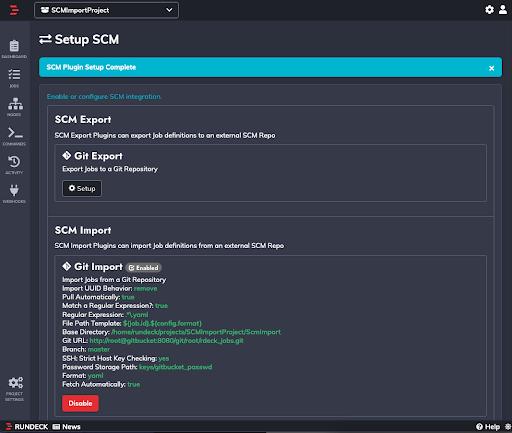 SCMImportProject
Setup SCM
DASHBOARD
JOBS
NODES
COMMANDS
ACTIVITY
WEBHOOKS
PROJECT SETTINGS
SCM Plugin Setup Complete
×
Enable or configure SCM integration.
SCM Export
SCM Export Plugins can export Job definitions to an external SCM Repo
Git Export
Export Jobs to a Git Repository
Setup
SCM Import
SCM Import Plugins can import Job definitions from an external SCM Repo
Git Import Enabled
Import Jobs from a Git Repository
Import UUID Behavior: remove
Pull Automatically: true
Match a Regular Expression?: true
Regular Expression: .*\.yaml
File Path Template: ${job.id}.${config.format}
Base Directory: /home/rundeck/projects/SCMImportProject/ScmImport
Git URL: http://root@gitbucket:8080/git/root/rdeck_jobs.git
Branch: master
SSH: Strict Host Key Checking: yes
Password Storage Path: keys/gitbucket_passwd
Format: yaml
Fetch Automatically: true
Disable
RUNDECK News Help